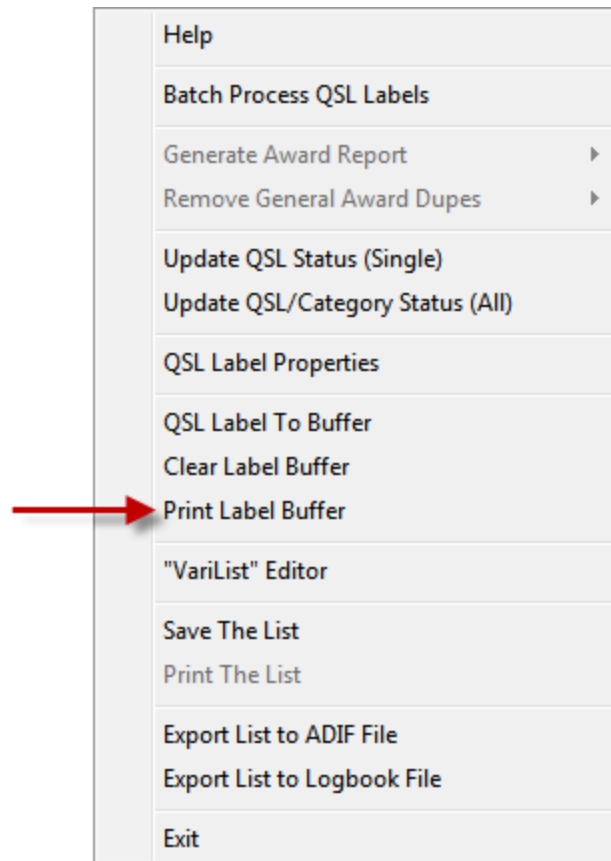 Help
Batch Process QSL Labels
Generate Award Report
Remove General Award Dupes
Update QSL Status (Single)
Update QSL/Category Status (All)
QSL Label Properties
QSL Label To Buffer
Clear Label Buffer
Print Label Buffer
"VariList" Editor
Save The List
Print The List
Export List to ADIF File
Export List to Logbook File
Exit